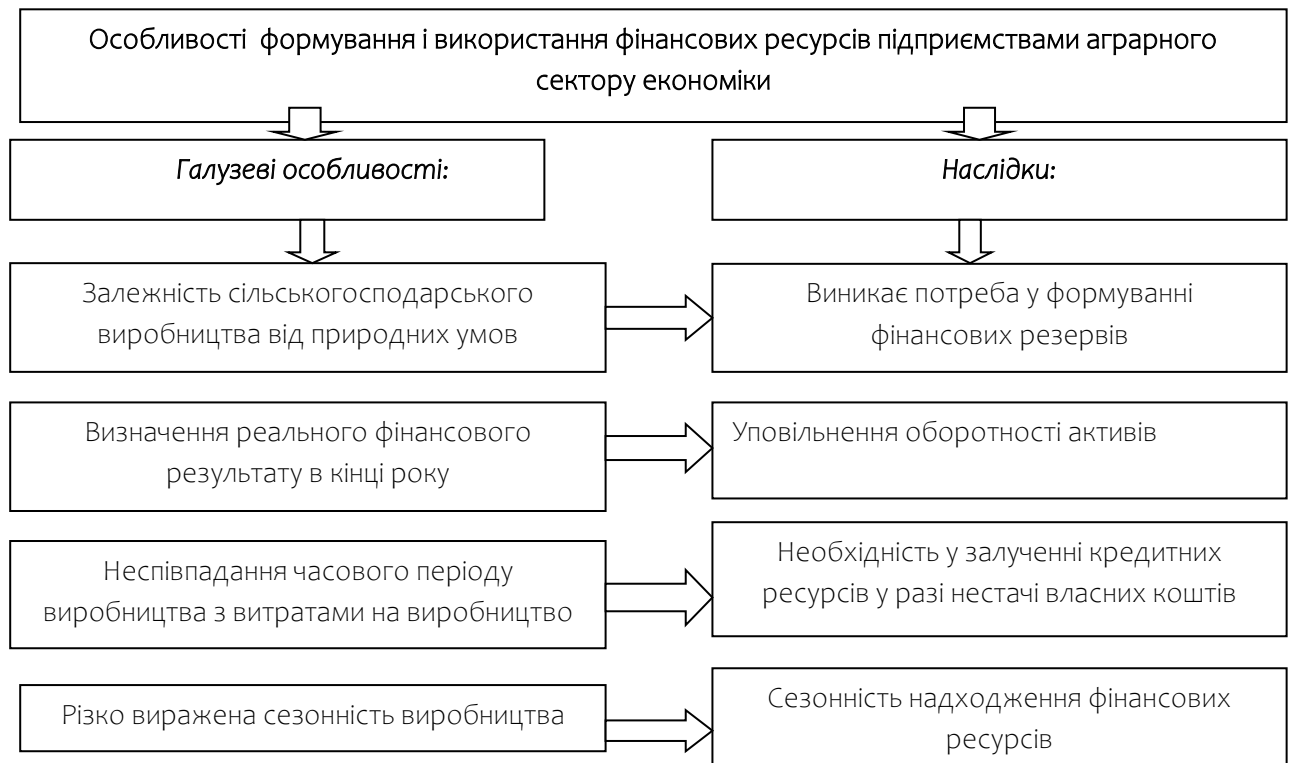 Особливості формування і використання фінансових ресурсів підприємствами аграрного
сектору економіки
Галузеві особливості:
Наслідки:
Залежність сільськогосподарського
виробництва від природних умов
Виникає потреба у формуванні
фінансових резервів
Визначення реального фінансового
результату в кінці року
Уповільнення оборотності активів
Неспівпадання часового періоду
виробництва з витратами на виробництво
Необхідність у залученні кредитних
ресурсів у разі нестачі власних коштів
Різко виражена сезонність виробництва
Сезонність надходження фінансових
ресурсів